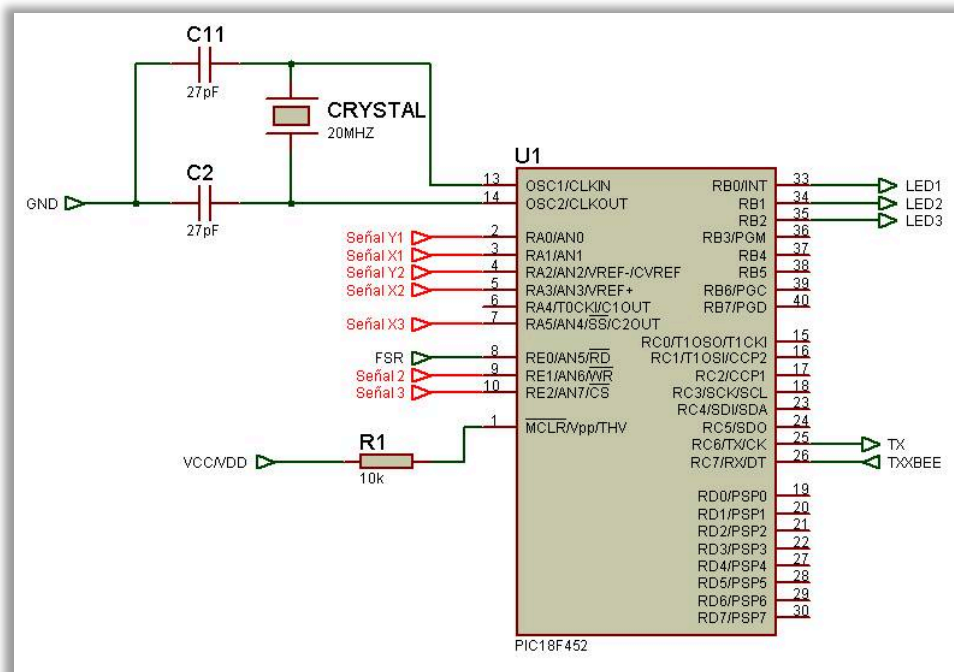 C11
27pF
CRYSTAL
20MHZ
C2
27pF
GND
U1
13 OSC1/CLKIN
14 OSC2/CLKOUT
Señal Y1 2 RA0/AN0
Señal X1 3 RA1/AN1
Señal Y2 4 RA2/AN2/VREF-/CVREF
Señal X2 5 RA3/AN3/VREF+
6 RA4/T0CKI/C1OUT
Señal X3 7 RA5/AN4/SS/C2OUT
FSR 8 RE0/AN5/RD
Señal 2 9 RE1/AN6/WR
Señal 3 10 RE2/AN7/CS
1 MCLR/Vpp/THV
VCC/VDD
R1
10k
RB0/INT 33 LED1
RB1 34 LED2
RB2 35 LED3
RB3/PGM 36
RB4 37
RB5 38
RB6/PGC 39
RB7/PGD 40
RC0/T1OSO/T1CKI 15
RC1/T1OSI/CCP2 16
RC2/CCP1 17
RC3/SCK/SCL 18
RC4/SDI/SDA 23
RC5/SDO 24
RC6/TX/CK 25 TX
RC7/RX/DT 26 TXXBEE
RD0/PSP0 19
RD1/PSP1 20
RD2/PSP2 21
RD3/PSP3 22
RD4/PSP4 27
RD5/PSP5 28
RD6/PSP6 29
RD7/PSP7 30
PIC18F452